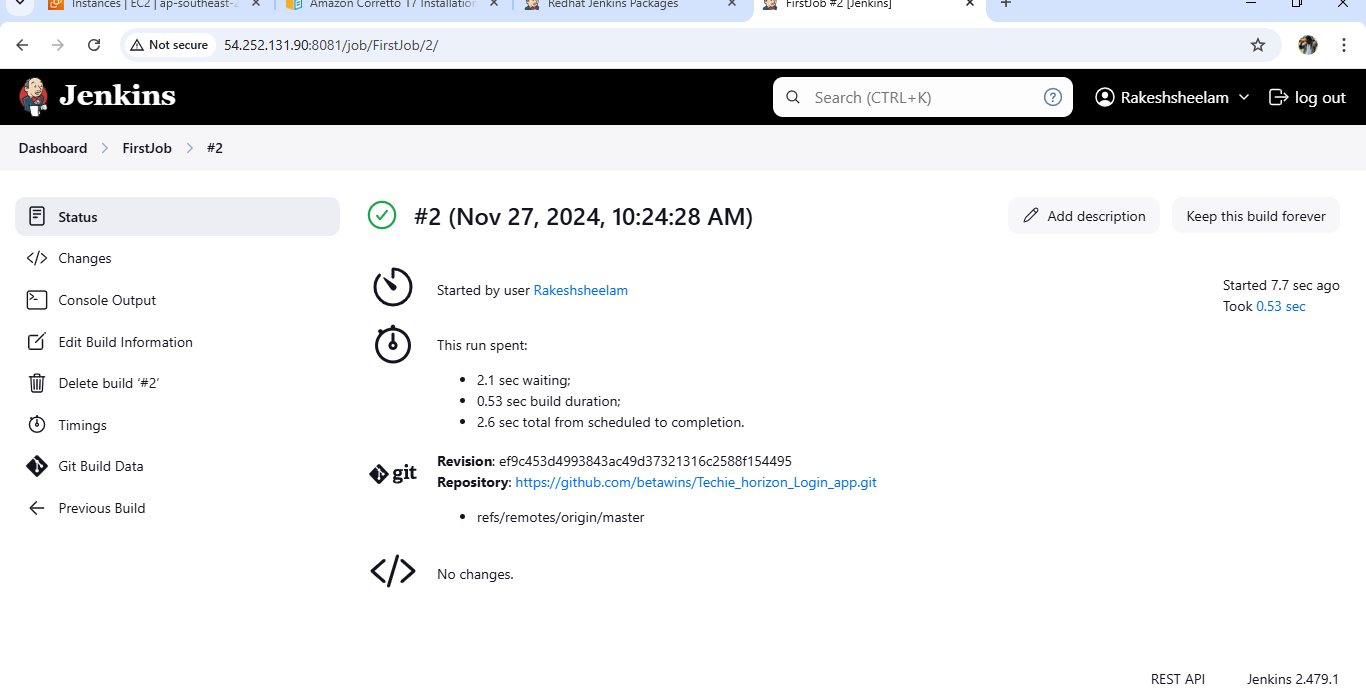 Instances | EC2 | ap-southeast-2
Amazon Corretto 17 Installation
Redhat Jenkins Packages
FirstJob #2 [Jenkins]
Not secure
54.252.131.90:8081/job/FirstJob/2/
Jenkins
Search (CTRL+K)
Rakeshsheelam
log out
Dashboard
FirstJob
#2
Status
Changes
Console Output
Edit Build Information
Delete build ‘#2’
Timings
Git Build Data
Previous Build
#2 (Nov 27, 2024, 10:24:28 AM)
Add description
Keep this build forever
Started by user Rakeshsheelam
Started 7.7 sec ago
Took 0.53 sec
This run spent:
• 2.1 sec waiting;
• 0.53 sec build duration;
• 2.6 sec total from scheduled to completion.
git
Revision: ef9c453d4993843ac49d37321316c2588f154495
Repository: https://github.com/betawins/Techie_horizon_Login_app.git
• refs/remotes/origin/master
No changes.
REST API
Jenkins 2.479.1